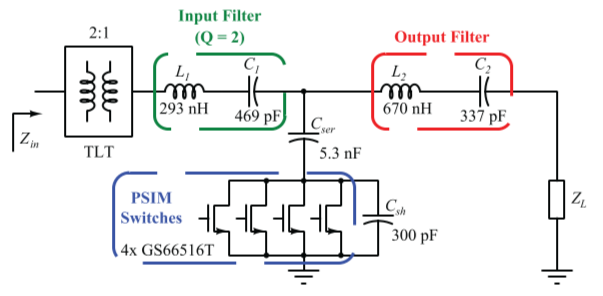 Input Filter
(Q = 2)
2:1
Output Filter
L1
C1
L2
C2
293 nH
469 pF
670 nH
337 pF
Zin
TLT
Cser
5.3 nF
PSIM
Switches
4x GS66516T
Csh
300 pF
ZL